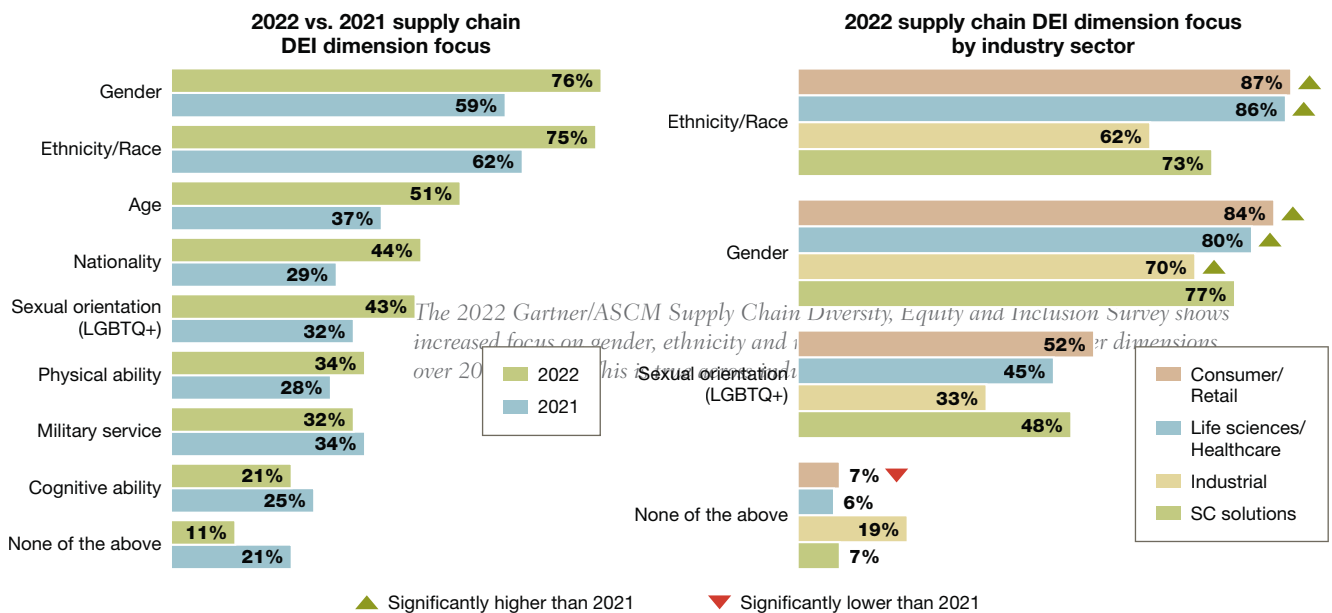 2022 vs. 2021 supply chain
DEI dimension focus
Gender
76%
59%
Ethnicity/Race
75%
62%
Age
51%
37%
Nationality
44%
29%
Sexual orientation
(LGBTQ+)
43%
32%
Physical ability
34%
28%
Military service
32%
34%
Cognitive ability
21%
25%
None of the above
11%
21%
2022
2021
The 2022 Gartner/ASCM Supply Chain Diversity, Equity and Inclusion Survey shows
increased focus on gender, ethnicity and dimensions
over
2022 supply chain DEI dimension focus
by industry sector
Ethnicity/Race
87%
86%
62%
73%
Gender
84%
80%
70%
77%
Sexual orientation
(LGBTQ+)
52%
45%
33%
48%
None of the above
7%
6%
19%
7%
Consumer/
Retail
Life sciences/
Healthcare
Industrial
SC solutions
Significantly higher than 2021
Significantly lower than 2021